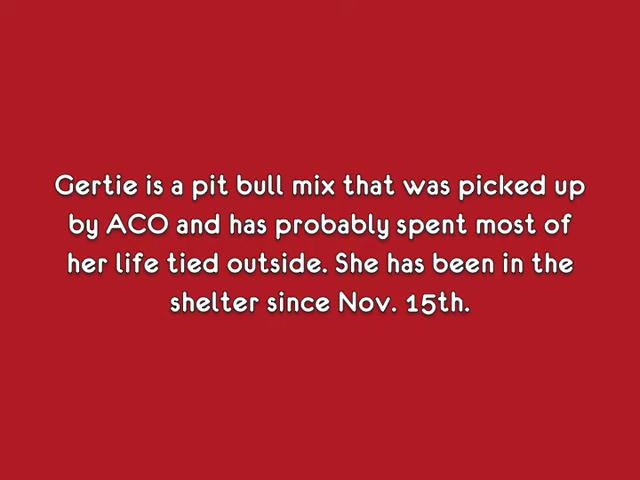 Gertie is a pit bull mix that was picked up
by ACO and has probably spent most of
her life tied outside. She has been in the
shelter since Nov. 15th.